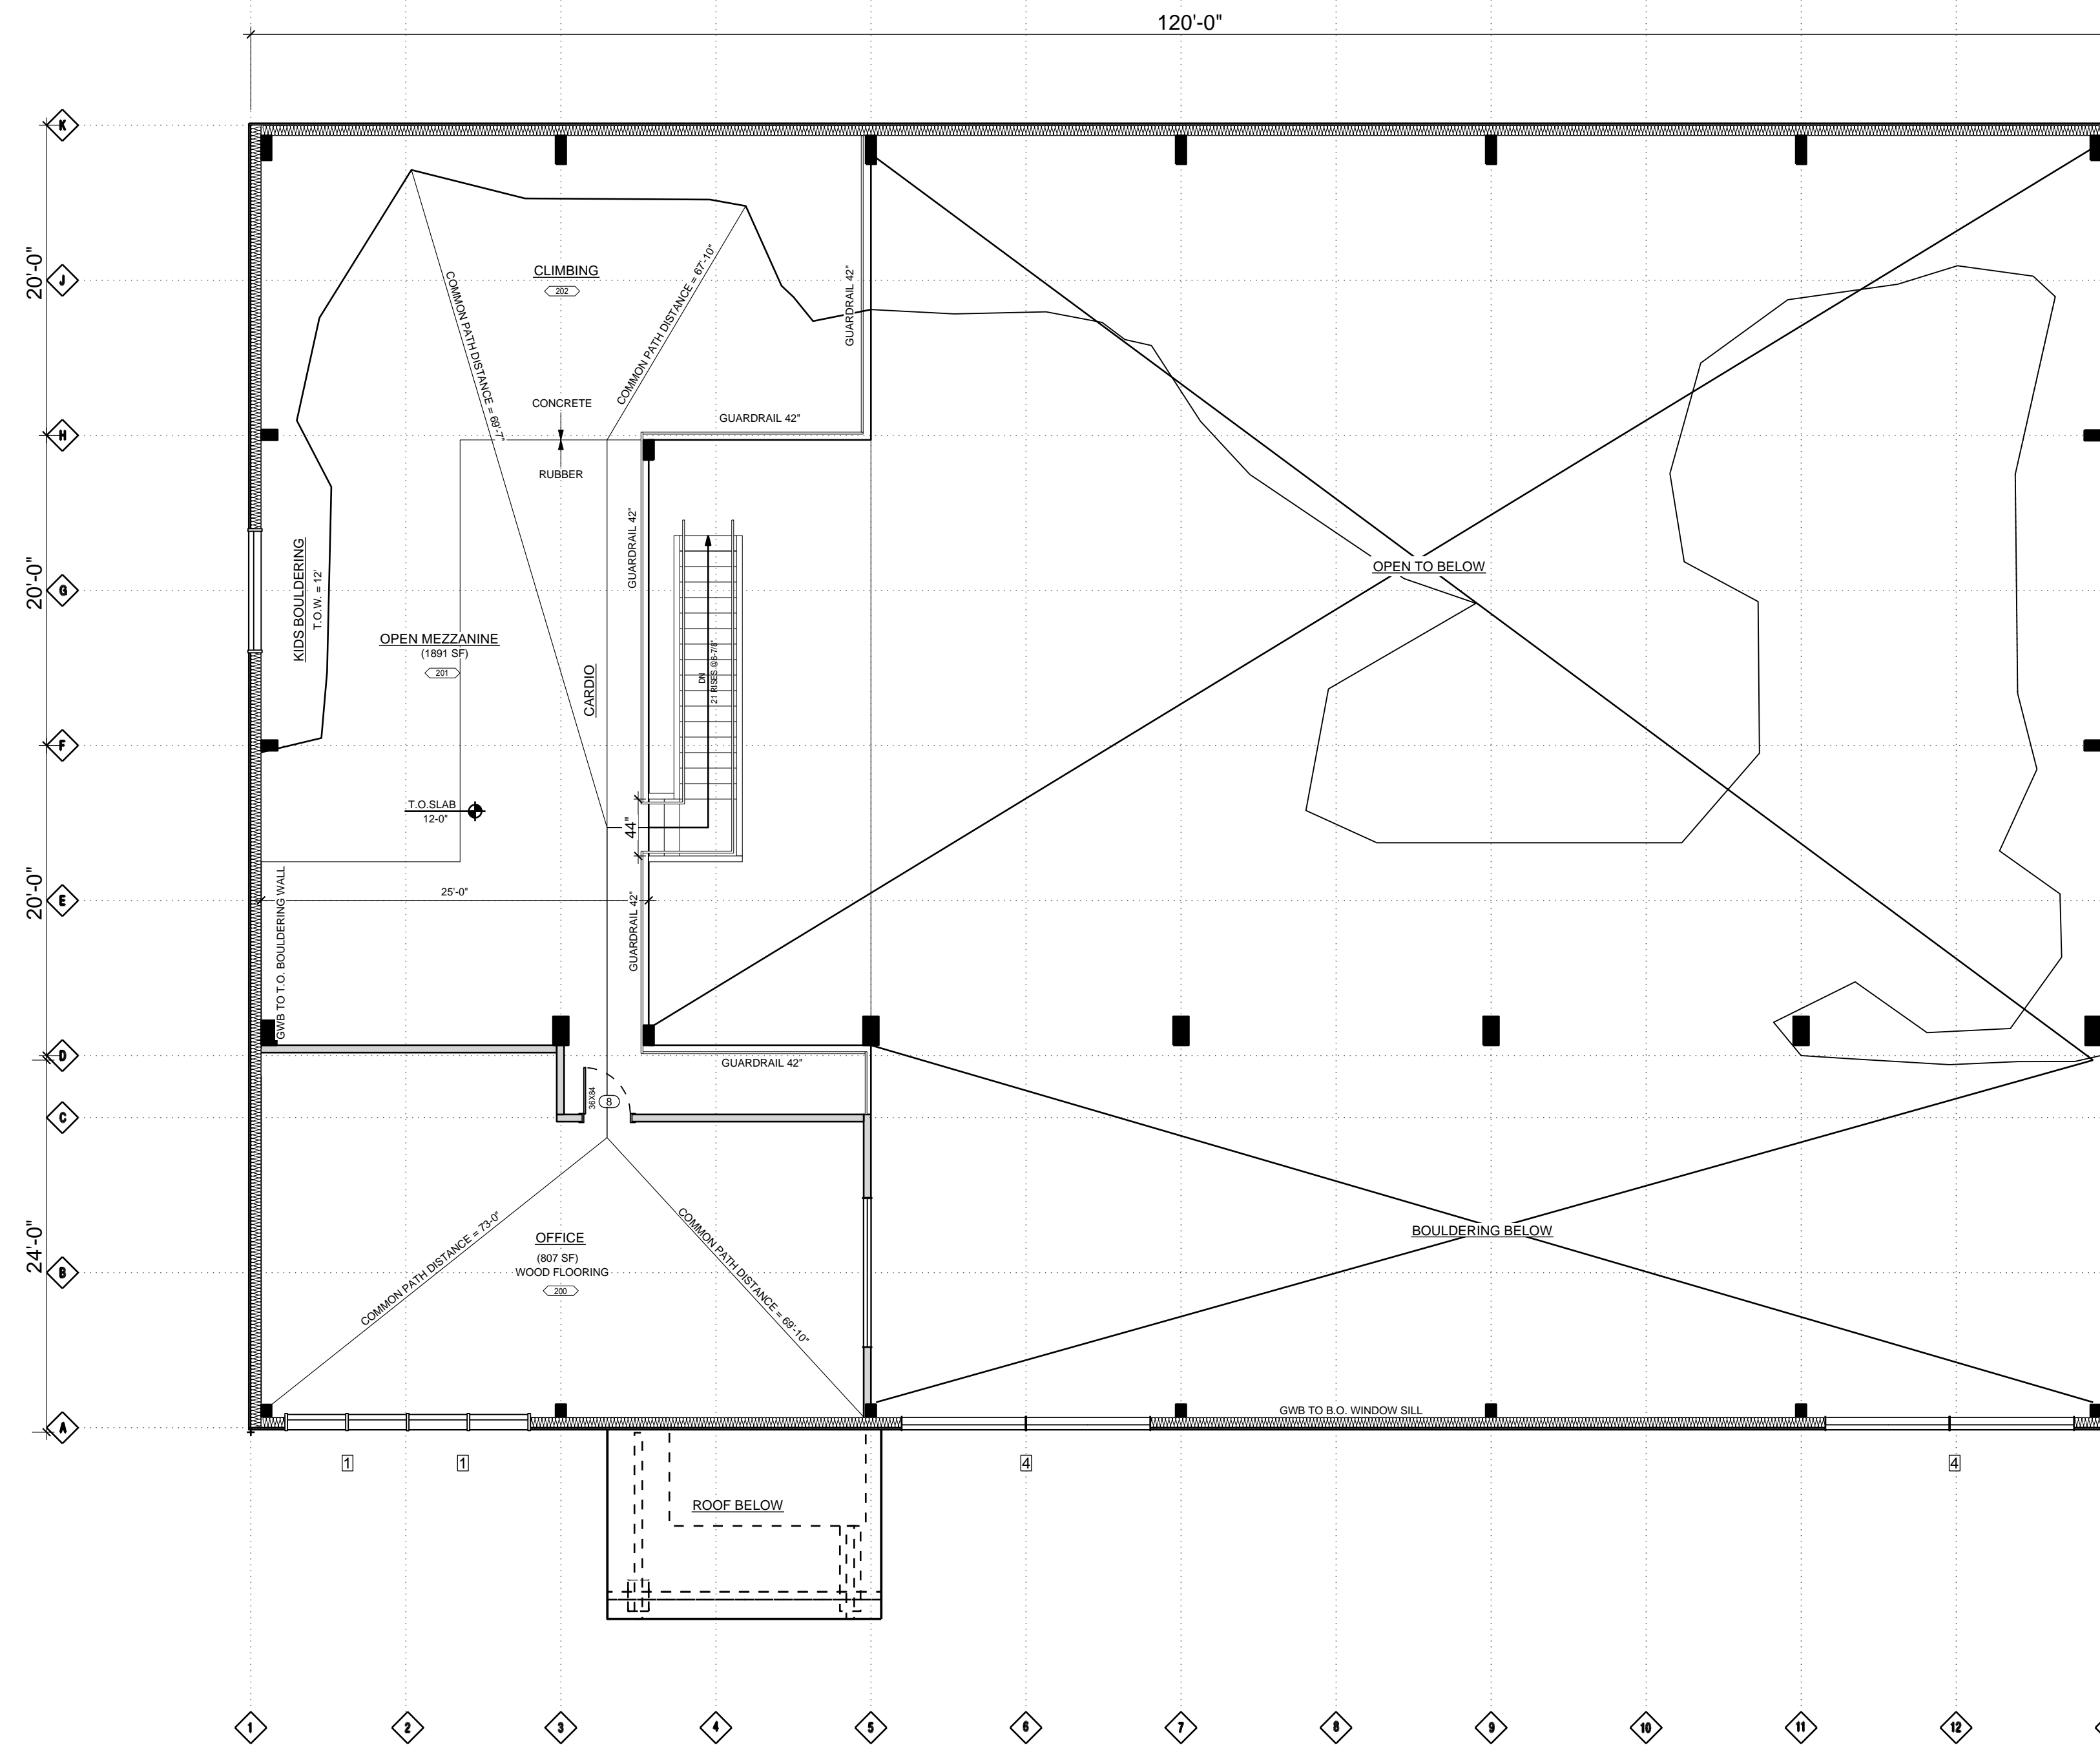 120'-0"
K
20'-0"
J
CLIMBING
202
COMMON PATH DISTANCE = 69'-7"
COMMON PATH DISTANCE = 67'-10"
GUARDRAIL 42"
CONCRETE
GUARDRAIL 42"
H
RUBBER
GUARDRAIL 42"
KIDS BOULDERING
T.O.W. = 12'
OPEN TO BELOW
20'-0"
G
OPEN MEZZANINE
(1891 SF)
201
CARDIO
DN
21 RISES @6-7/8"
F
T.O.SLAB
12'-0"
44"
GWB TO T.O. BOULDERING WALL
25'-0"
GUARDRAIL 42"
20'-0"
E
D
GUARDRAIL 42"
36X84
8
C
COMMON PATH DISTANCE = 73-0"
COMMON PATH DISTANCE = 69'-10"
24'-0"
OFFICE
(807 SF)
WOOD FLOORING
200
BOULDERING BELOW
B
GWB TO B.O. WINDOW SILL
A
1
1
4
4
ROOF BELOW
1
2
3
4
5
6
7
8
9
10
11
12